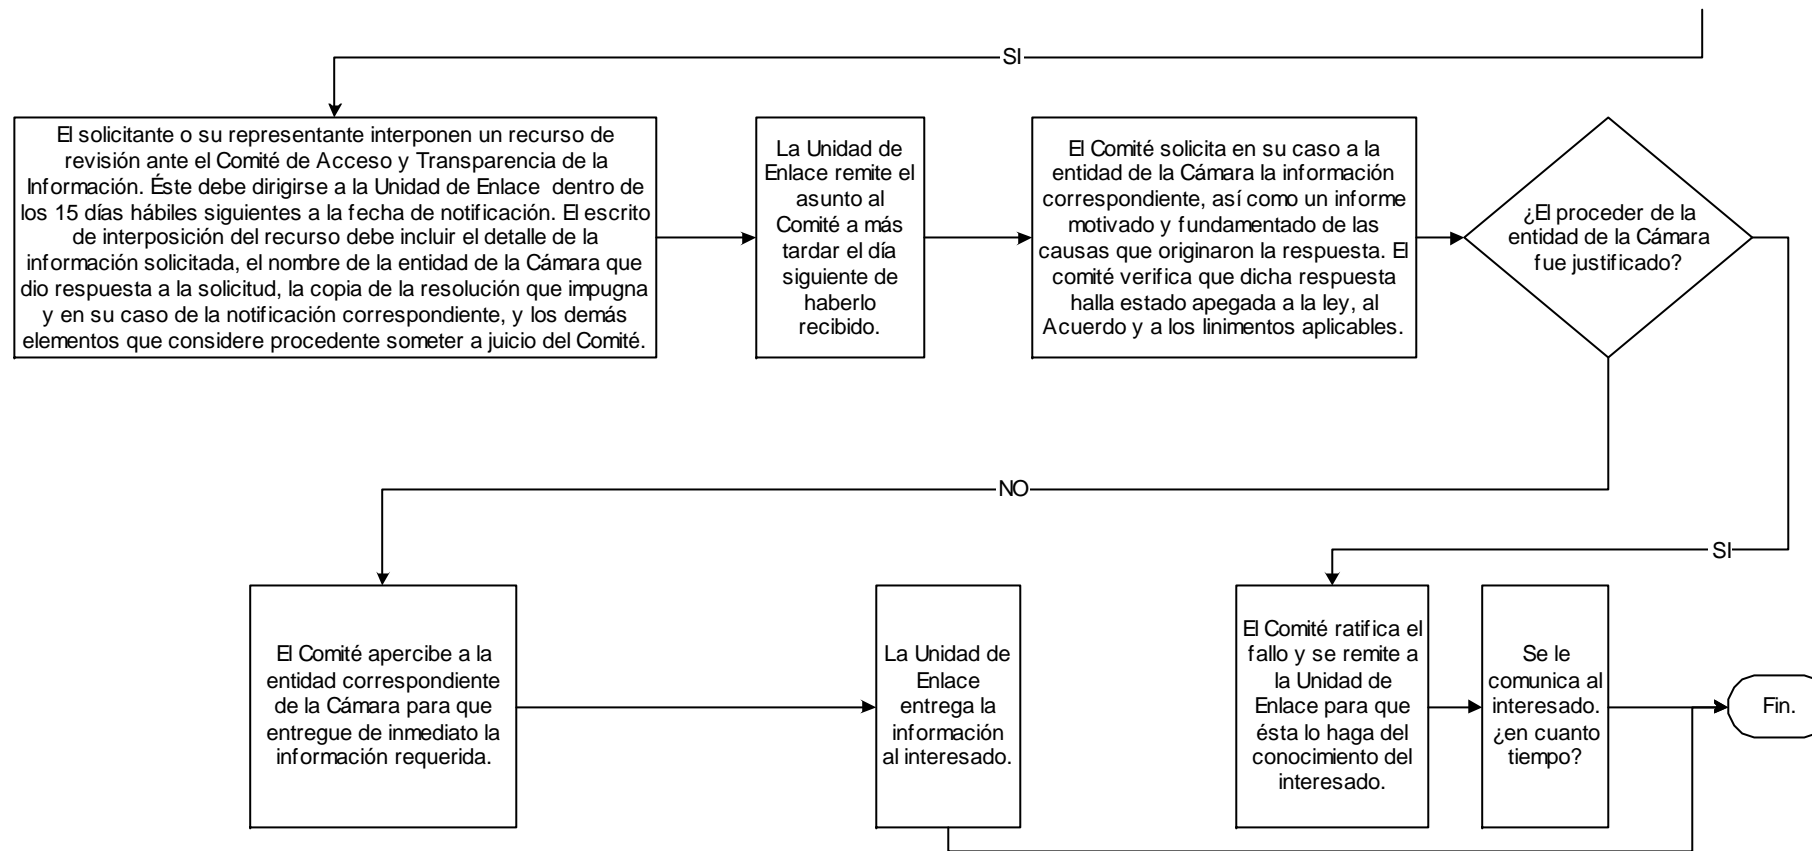 SI
El solicitante o su representante interponen un recurso de
revisión ante el Comité de Acceso y Transparencia de la
Información. Éste debe dirigirse a la Unidad de Enlace dentro de
los 15 días hábiles siguientes a la fecha de notificación. El escrito
de interposición del recurso debe incluir el detalle de la
información solicitada, el nombre de la entidad de la Cámara que
dio respuesta a la solicitud, la copia de la resolución que impugna
y en su caso de la notificación correspondiente, y los demás
elementos que considere procedente someter a juicio del Comité.
La Unidad de
Enlace remite el
asunto al
Comité a más
tardar el día
siguiente de
haberlo
recibido.
El Comité solicita en su caso a la
entidad de la Cámara la información
correspondiente, así como un informe
motivado y fundamentado de las
causas que originaron la respuesta. El
comité verifica que dicha respuesta
halla estado apegada a la ley, al
Acuerdo y a los linimentos aplicables.
¿El proceder de la
entidad de la Cámara
fue justificado?
NO
SI
El Comité apercibe a la
entidad correspondiente
de la Cámara para que
entregue de inmediato la
información requerida.
La Unidad de
Enlace
entrega la
información
al interesado.
El Comité ratifica el
fallo y se remite a
la Unidad de
Enlace para que
ésta lo haga del
conocimiento del
interesado.
Se le
comunica al
interesado.
¿en cuanto
tiempo?
Fin.